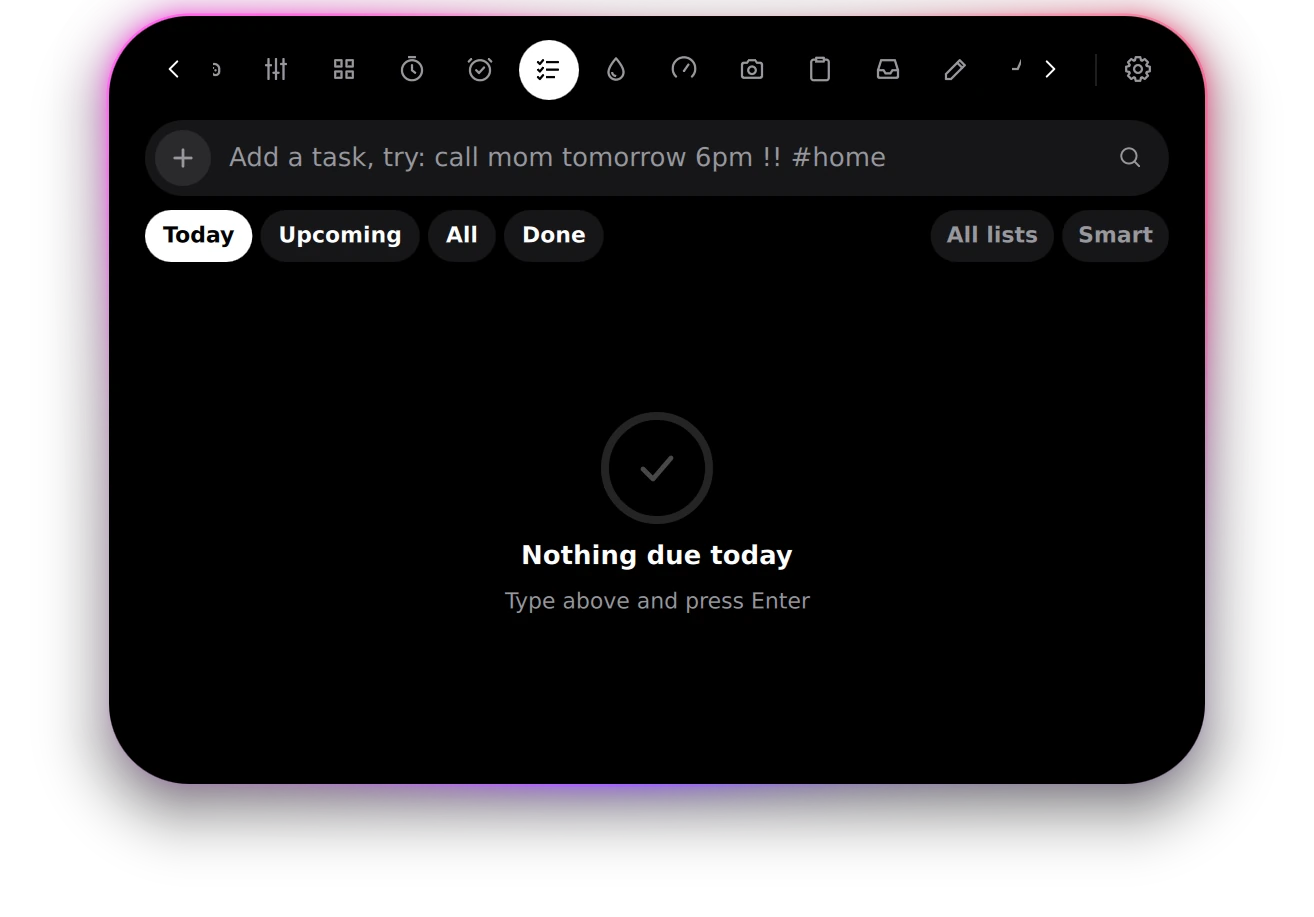 Add a task, try: call mom tomorrow 6pm !! #home
Today Upcoming All Done All lists Smart
Nothing due today
Type above and press Enter